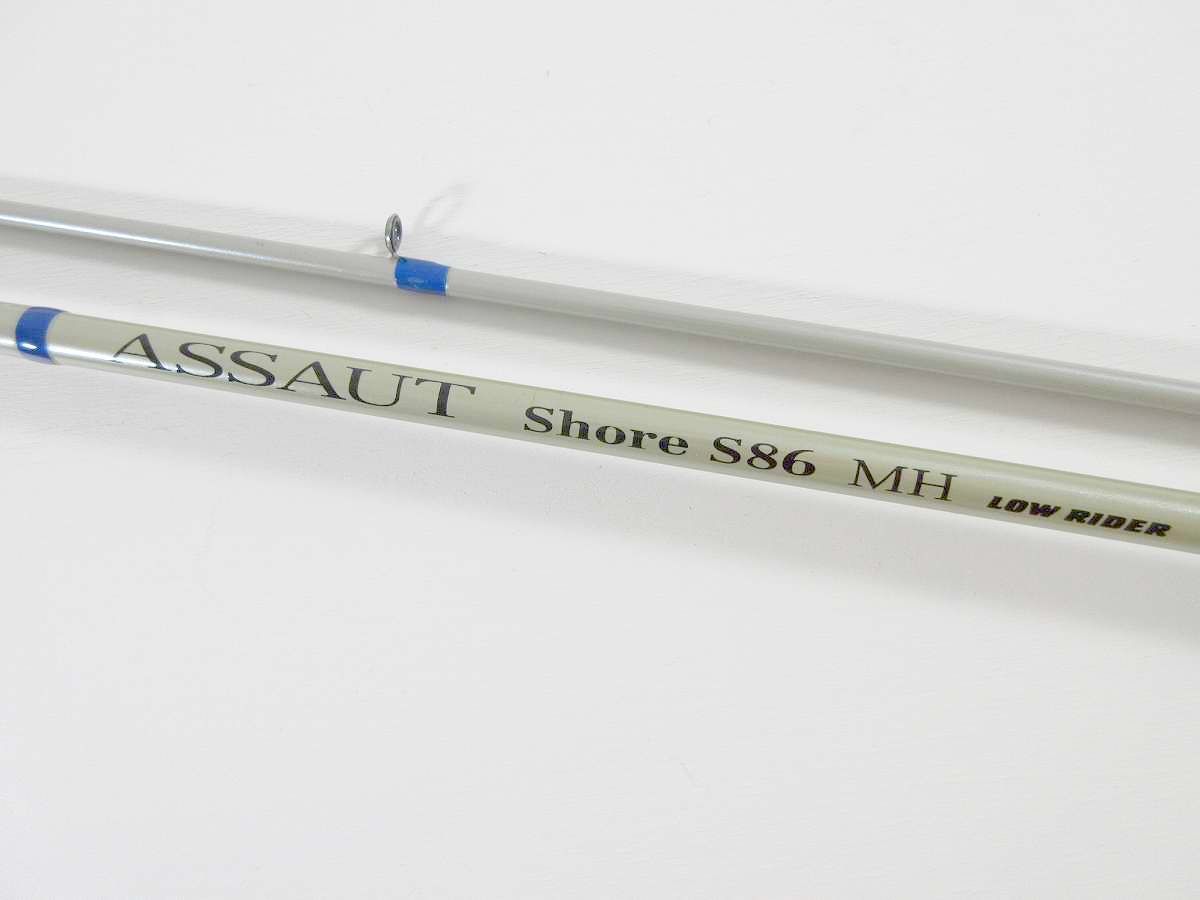 ASSAUT Shore S86 MH LOW RIDER